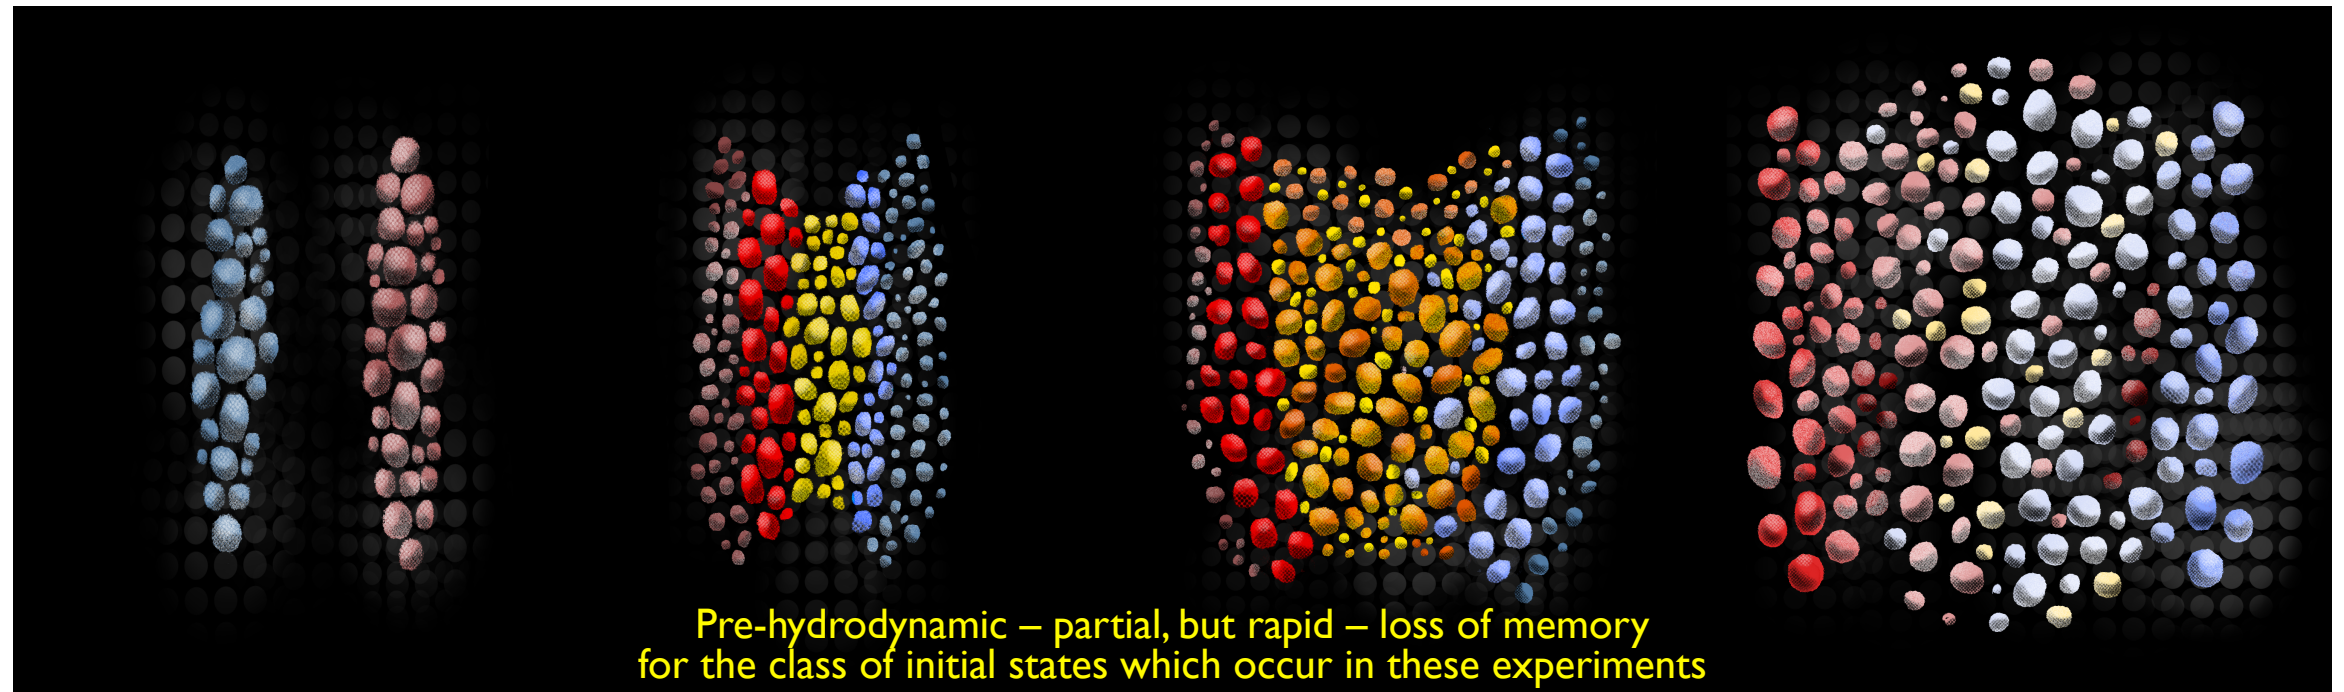 Pre-hydrodynamic – partial, but rapid – loss of memory
for the class of initial states which occur in these experiments